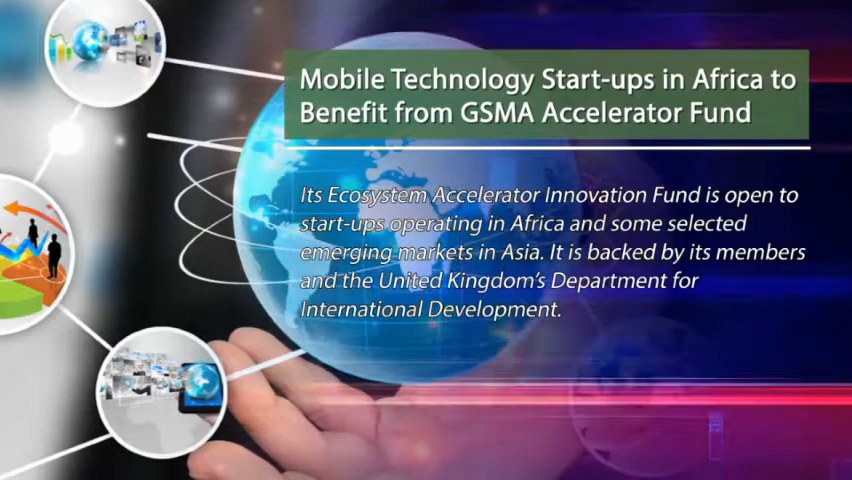 Mobile Technology Start-ups in Africa to
Benefit from GSMA Accelerator Fund
Its Ecosystem Accelerator Innovation Fund is open to
start-ups operating in Africa and some selected
emerging markets in Asia. It is backed by its members
and the United Kingdom's Department for
International Development.